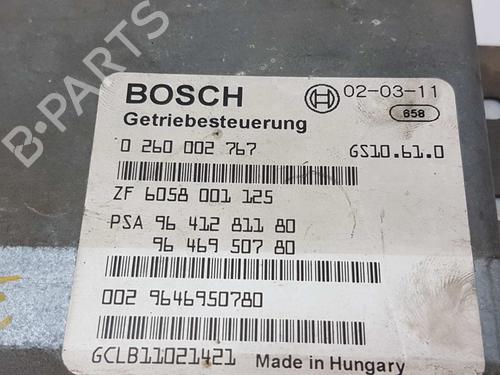 B-PARTS
BOSCH 02-03-11
Getriebesteuerung 658
0 260 002 767 GS10.61.0
ZF 6058 001 125
PSA 96 412 811 80
96 469 507 80
002 9646950780
GCLB11021421 Made in Hungary